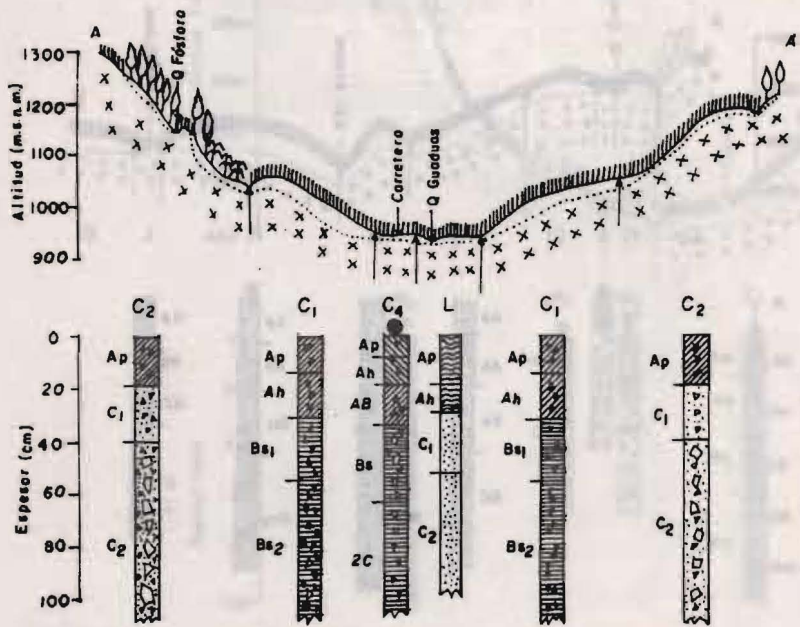 A
A'
Altitud (m.s.n.m.)
1300
1200
1100
1000
900
Q Fósforo
Carretero
Q Guaduas
C2
C1
C4
L
C1
C2
Espesor (cm)
0
20
40
60
80
100
Ap
C1
C2
Ap
Ah
Bs1
Bs2
Ap
Ah
AB
Bs
2C
Ap
Ah
C1
C2
Ap
Ah
Bs1
Bs2
Ap
C1
C2